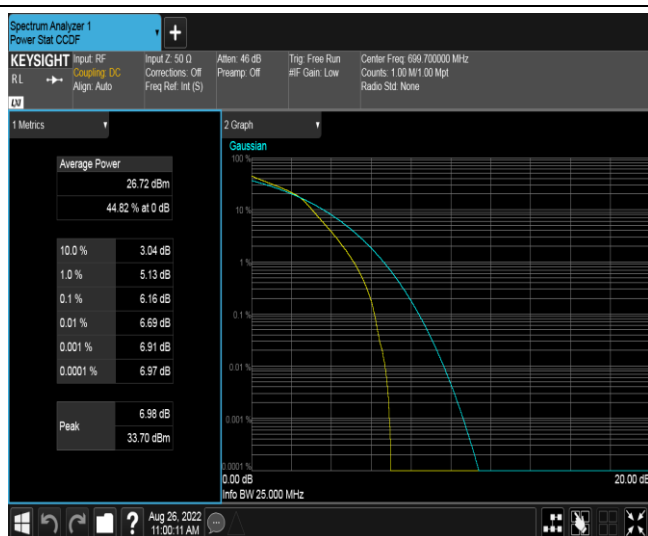 Spectrum Analyzer 1
Power Stat CCDF
KEYSIGHT
RL
LXI
Input: RF
Coupling: DC
Align: Auto
Input Z: 50 Ω
Corrections: Off
Freq Ref: Int (S)
Atten: 46 dB
Preamp: Off
Trig: Free Run
#IF Gain: Low
Center Freq: 699.700000 MHz
Counts: 1.00 M/1.00 Mpt
Radio Std: None
1 Metrics
Average Power
26.72 dBm
44.82 % at 0 dB
10.0 % 3.04 dB
1.0 % 5.13 dB
0.1 % 6.16 dB
0.01 % 6.69 dB
0.001 % 6.91 dB
0.0001 % 6.97 dB
Peak
6.98 dB
33.70 dBm
2 Graph
Gaussian
100 %
10 %
1 %
0.1 %
0.01 %
0.001 %
0.0001 %
0.00 dB
20.00 dB
Info BW 25.000 MHz
?
Aug 26, 2022
11:00:11 AM